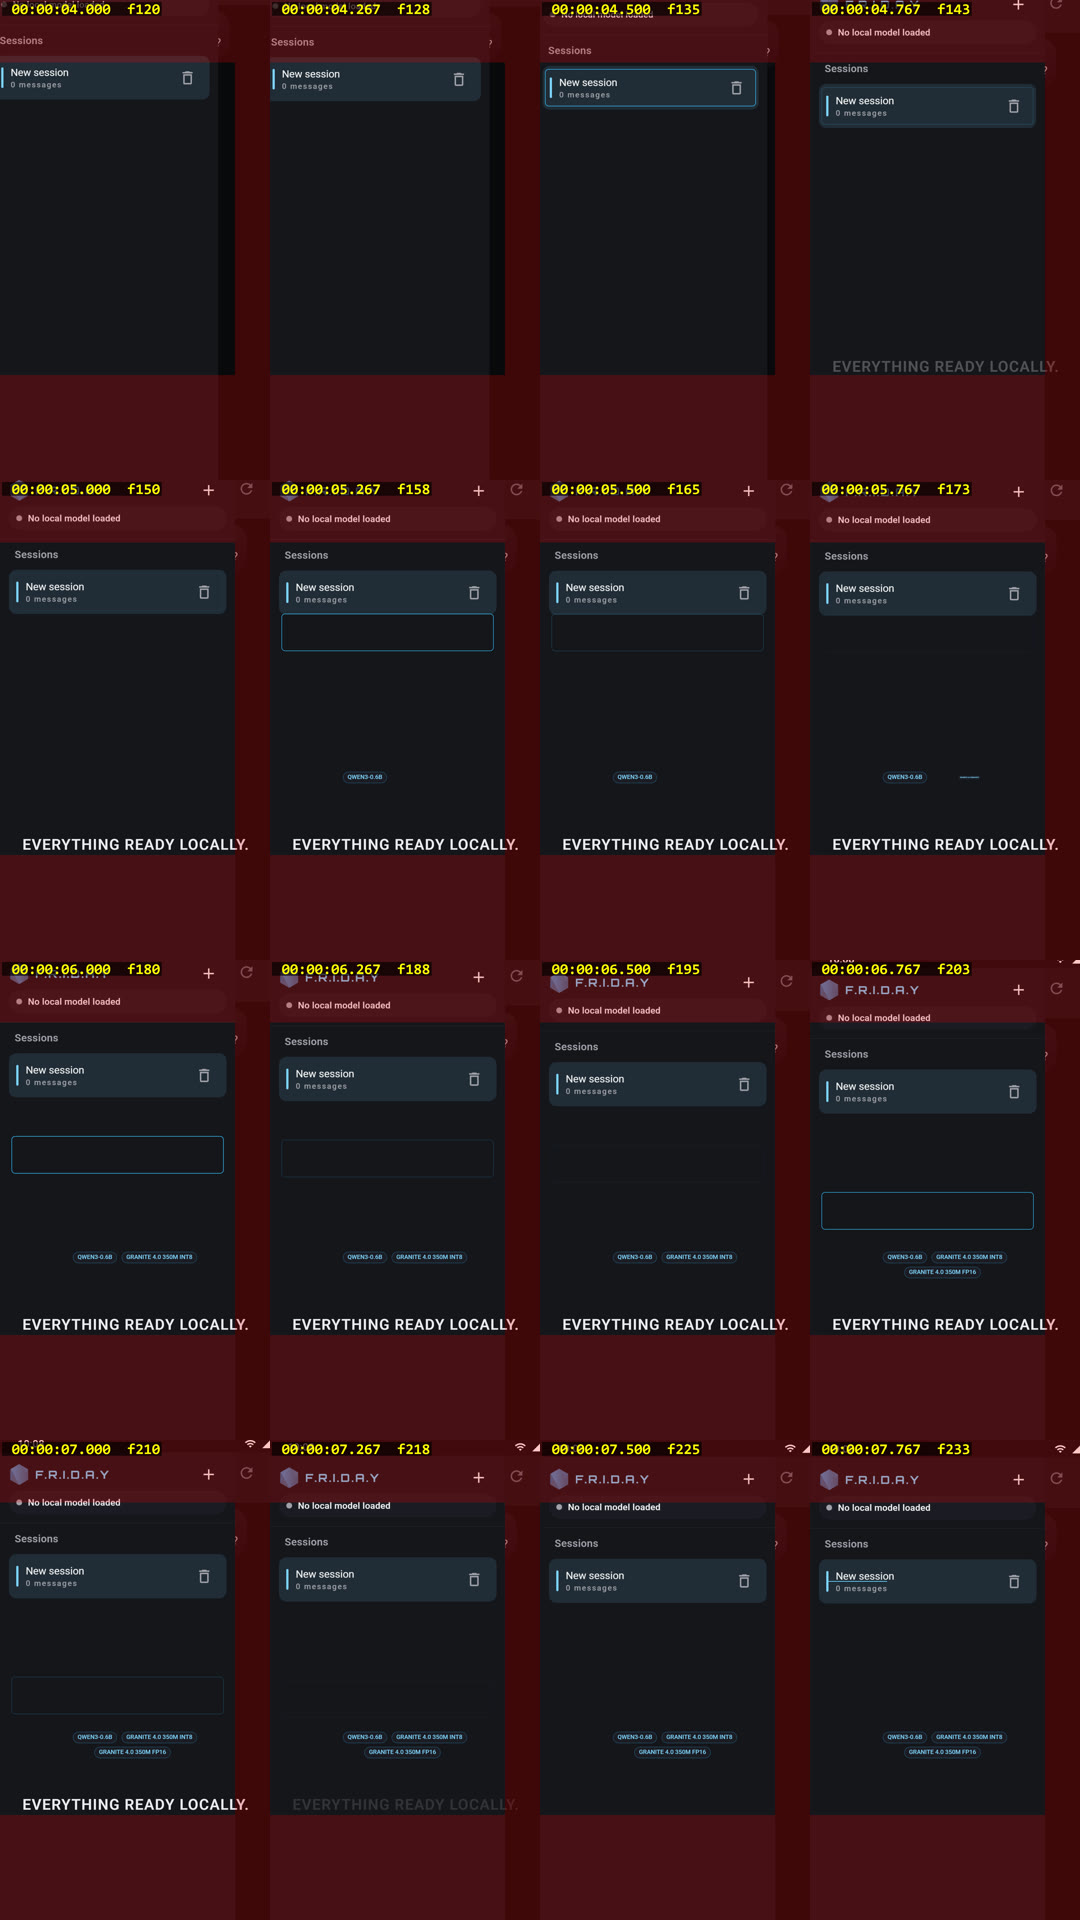 00:00:04.000 f120
Sessions
New session
0 messages
00:00:04.267 f128
Sessions
New session
0 messages
00:00:04.500 f135
No local model loaded
Sessions
New session
0 messages
00:00:04.767 f143
No local model loaded
Sessions
New session
0 messages
EVERYTHING READY LOCALLY.
00:00:05.000 f150
No local model loaded
Sessions
New session
0 messages
EVERYTHING READY LOCALLY.
00:00:05.267 f158
No local model loaded
Sessions
New session
0 messages
QWEN3-0.6B
EVERYTHING READY LOCALLY.
00:00:05.500 f165
No local model loaded
Sessions
New session
0 messages
QWEN3-0.6B
EVERYTHING READY LOCALLY.
00:00:05.767 f173
No local model loaded
Sessions
New session
0 messages
QWEN3-0.6B
EVERYTHING READY LOCALLY.
00:00:06.000 f180
No local model loaded
Sessions
New session
0 messages
QWEN3-0.6B GRANITE 4.0 350M INT8
EVERYTHING READY LOCALLY.
00:00:06.267 f188
F.R.I.D.A.Y
No local model loaded
Sessions
New session
0 messages
QWEN3-0.6B GRANITE 4.0 350M INT8
EVERYTHING READY LOCALLY.
00:00:06.500 f195
F.R.I.D.A.Y
No local model loaded
Sessions
New session
0 messages
QWEN3-0.6B GRANITE 4.0 350M INT8
EVERYTHING READY LOCALLY.
00:00:06.767 f203
F.R.I.D.A.Y
No local model loaded
Sessions
New session
0 messages
QWEN3-0.6B GRANITE 4.0 350M INT8
GRANITE 4.0 350M FP16
EVERYTHING READY LOCALLY.
00:00:07.000 f210
F.R.I.D.A.Y
No local model loaded
Sessions
New session
0 messages
QWEN3-0.6B GRANITE 4.0 350M INT8
GRANITE 4.0 350M FP16
EVERYTHING READY LOCALLY.
00:00:07.267 f218
F.R.I.D.A.Y
No local model loaded
Sessions
New session
0 messages
QWEN3-0.6B GRANITE 4.0 350M INT8
GRANITE 4.0 350M FP16
EVERYTHING READY LOCALLY.
00:00:07.500 f225
F.R.I.D.A.Y
No local model loaded
Sessions
New session
0 messages
QWEN3-0.6B GRANITE 4.0 350M INT8
GRANITE 4.0 350M FP16
00:00:07.767 f233
F.R.I.D.A.Y
No local model loaded
Sessions
New session
0 messages
QWEN3-0.6B GRANITE 4.0 350M INT8
GRANITE 4.0 350M FP16